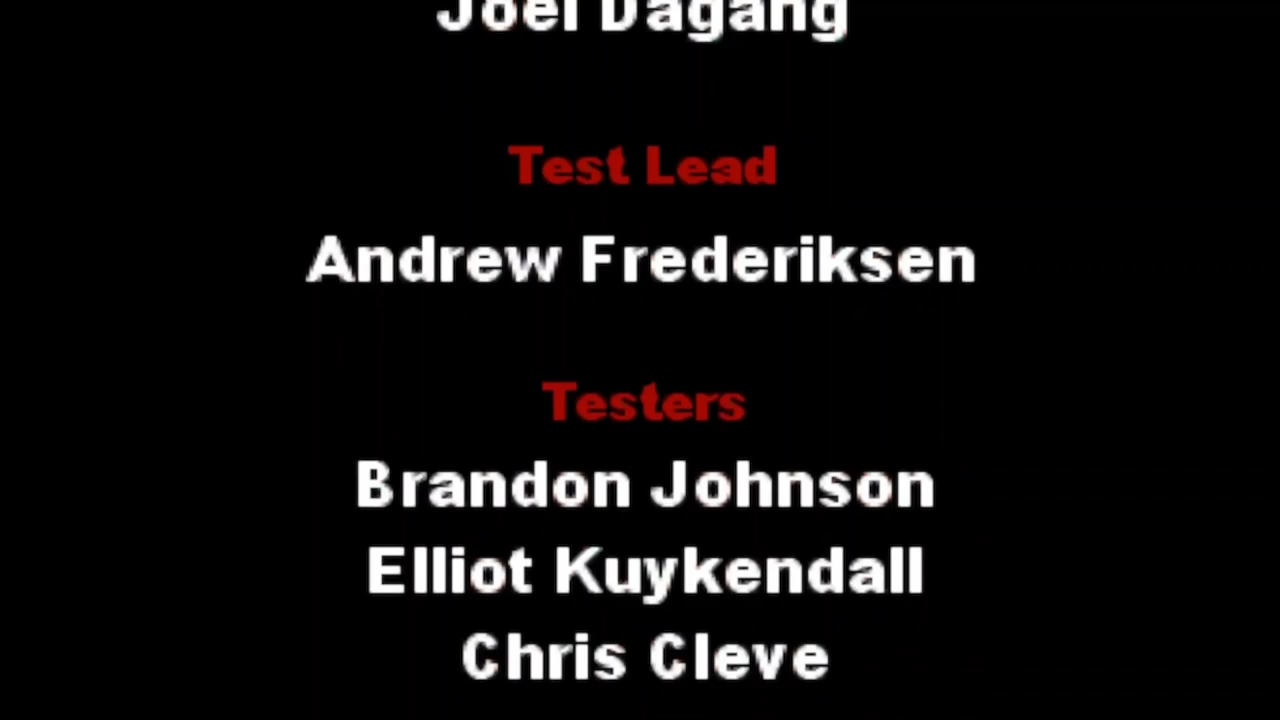 Joel Dagang
Test Lead
Andrew Frederiksen
Testers
Brandon Johnson
Elliot Kuykendall
Chris Cleve